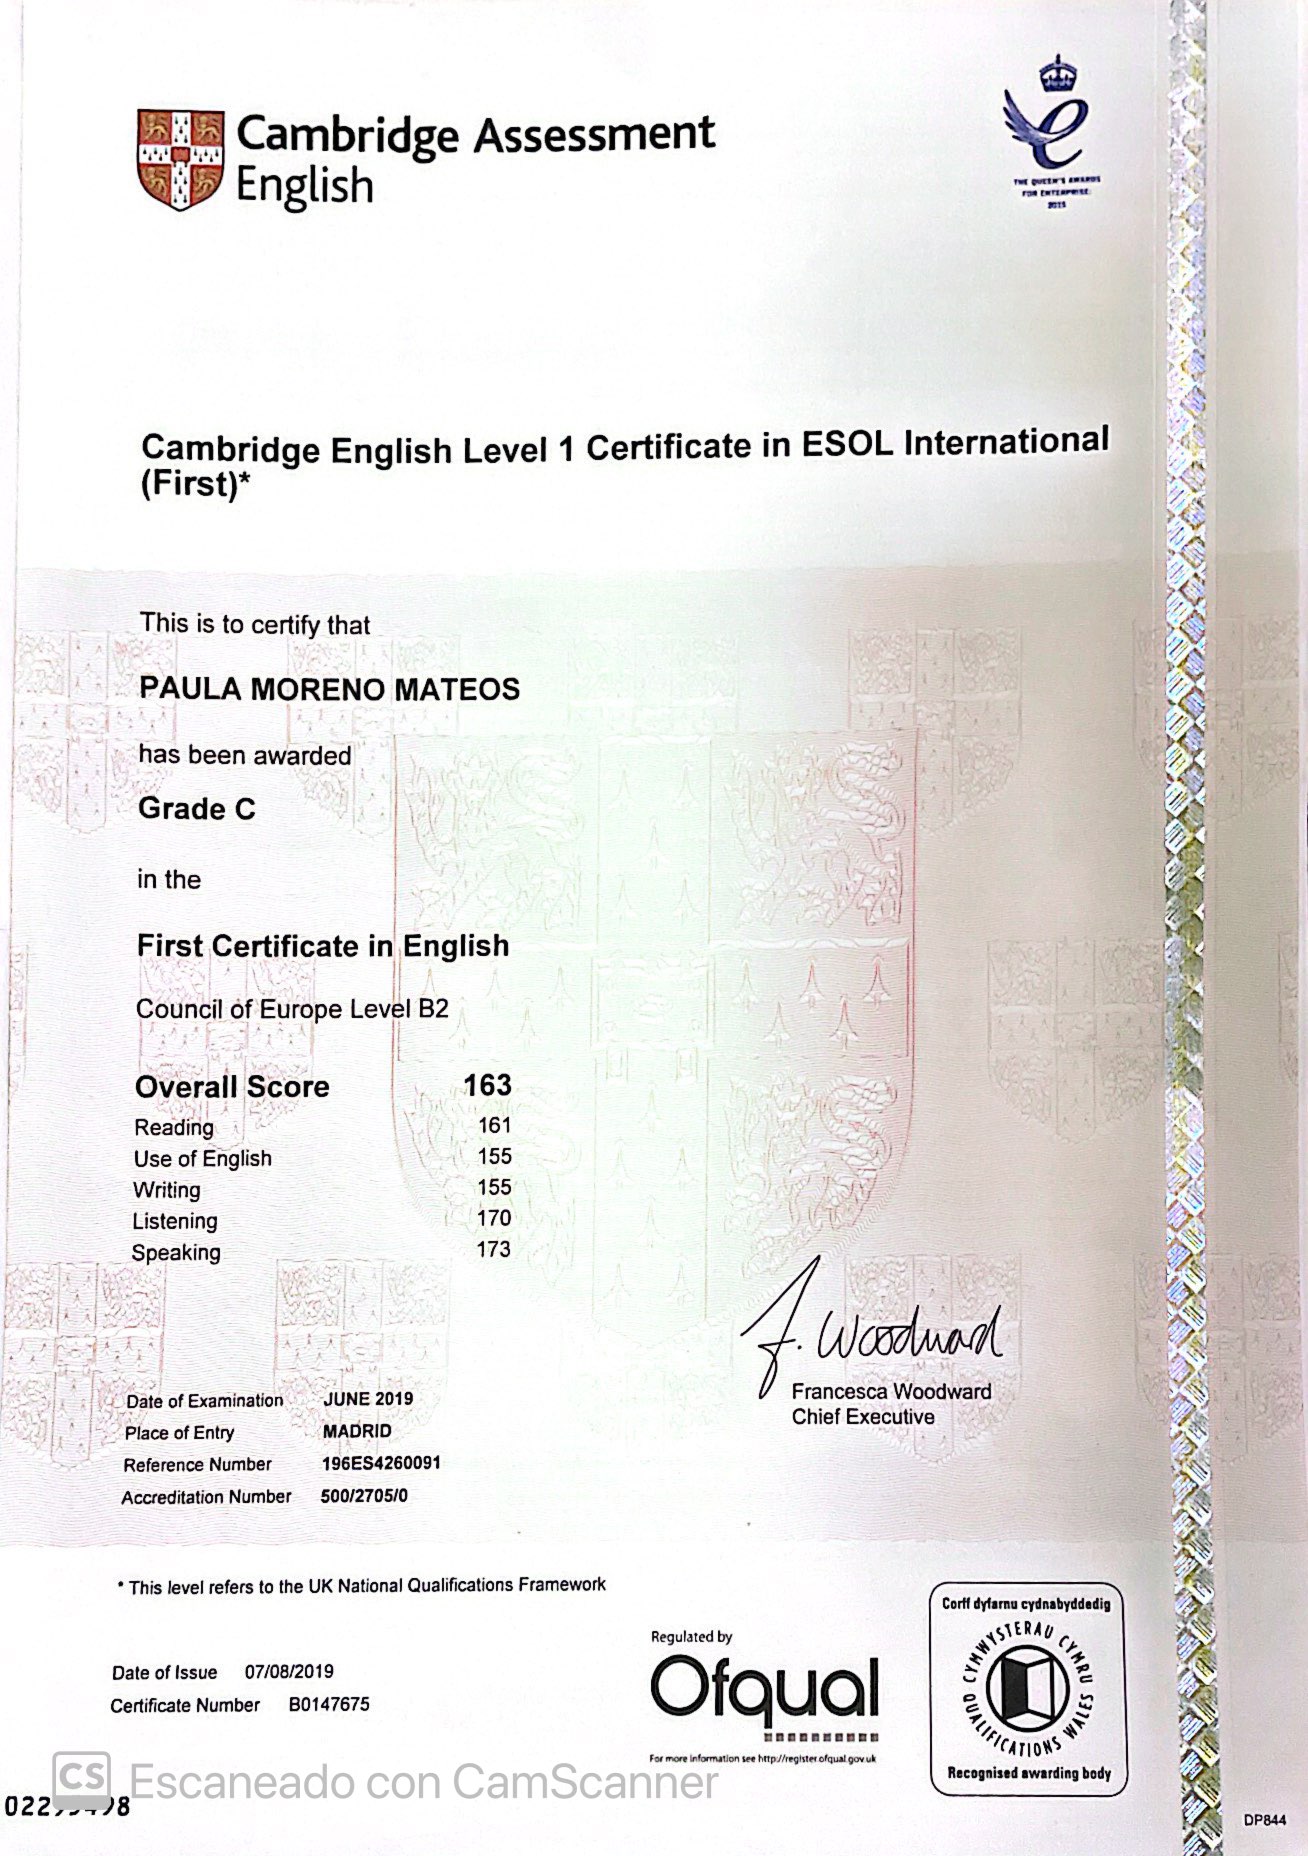 Cambridge Assessment
English
THE QUEEN'S AWARDS
FOR ENTERPRISE:
2015
Cambridge English Level 1 Certificate in ESOL International
(First)*
This is to certify that
PAULA MORENO MATEOS
has been awarded
Grade C
in the
First Certificate in English
Council of Europe Level B2
Overall Score 163
Reading 161
Use of English 155
Writing 155
Listening 170
Speaking 173
F. Woodward
Francesca Woodward
Chief Executive
Date of Examination JUNE 2019
Place of Entry MADRID
Reference Number 196ES4260091
Accreditation Number 500/2705/0
* This level refers to the UK National Qualifications Framework
Date of Issue 07/08/2019
Certificate Number B0147675
Regulated by
Ofqual
For more information see http://register.ofqual.gov.uk
Corff dyfarnu cydnabyddedig
CYMWYSTERAU CYMRU
QUALIFICATIONS WALES
Recognised awarding body
CS Escaneado con CamScanner
DP844